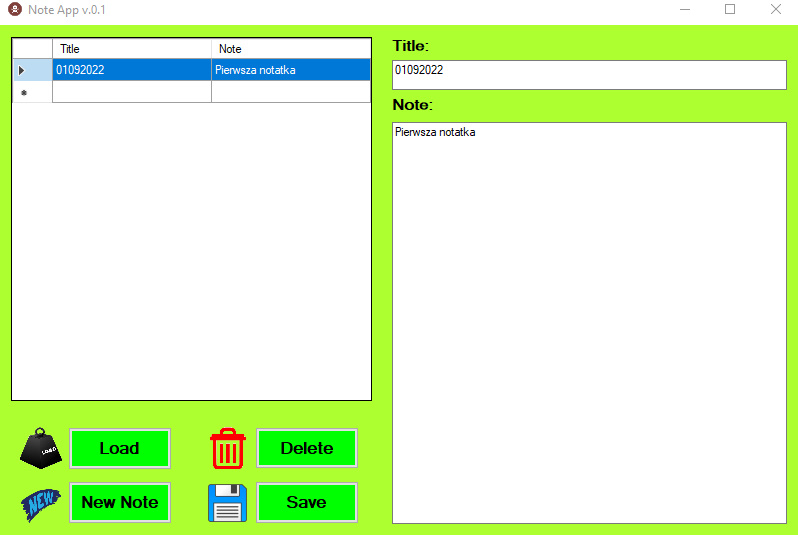 Note App v.0.1
Title Note
01092022 Pierwsza notatka
Title:
01092022
Note:
Pierwsza notatka
LOAD
Load
Delete
NEW
New Note
Save